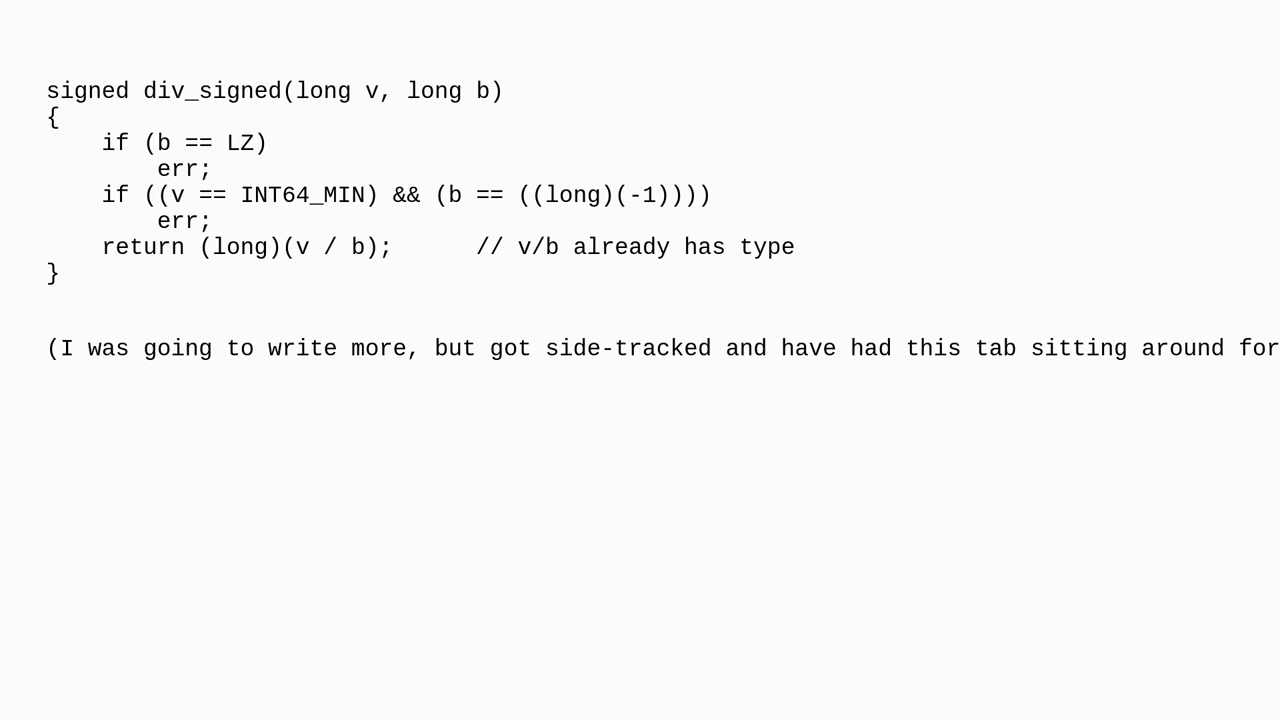 signed div_signed(long v, long b)
{
    if (b == LZ)
        err;
    if ((v == INT64_MIN) && (b == ((long)(-1))))
        err;
    return (long)(v / b);      // v/b already has type
}
(I was going to write more, but got side-tracked and have had this tab sitting around for